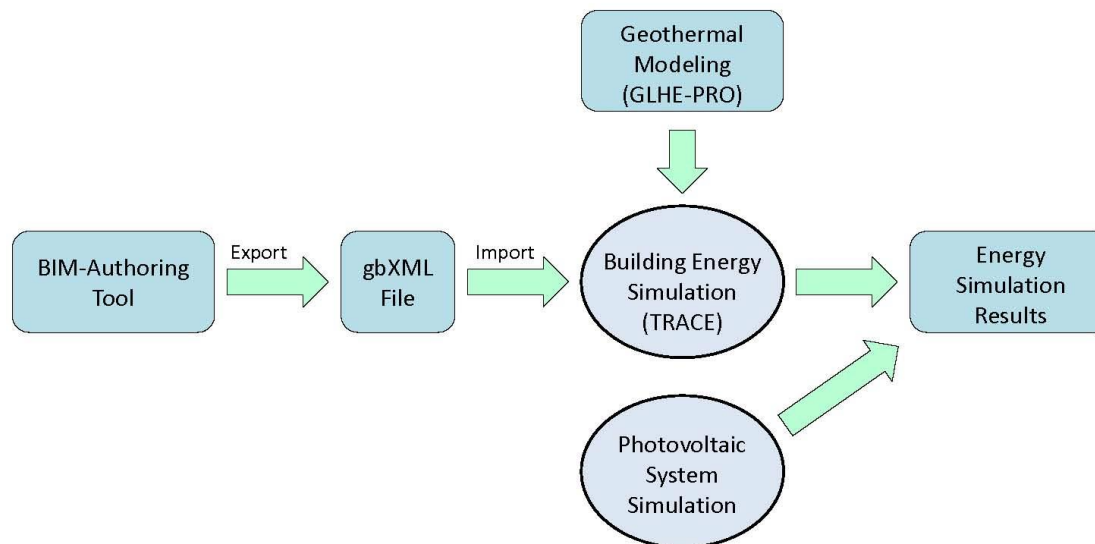 Geothermal
Modeling
(GLHE-PRO)
BIM-Authoring
Tool
Export
gbXML
File
Import
Building Energy
Simulation
(TRACE)
Energy
Simulation
Results
Photovoltaic
System
Simulation